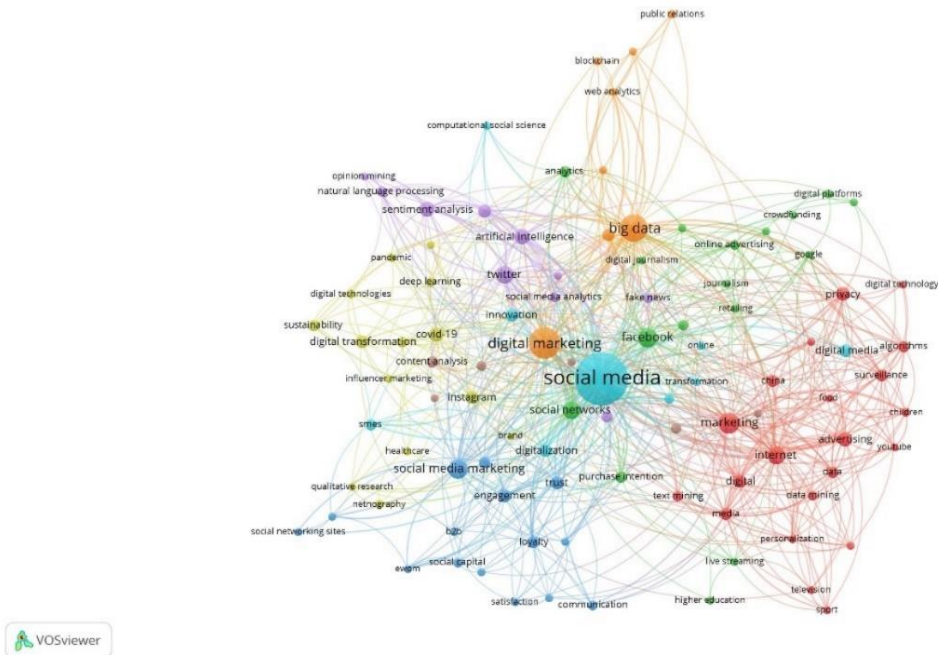 public relations
blockchain
web analytics
computational social science
analytics
opinion mining
natural language processing
digital platforms
sentiment analysis
crowdfunding
big data
artificial intelligence
online advertising
pandemic
digital journalism
google
twitter
deep learning
journalism
digital technology
digital technologies
social media analytics
fake news
privacy
retailing
innovation
sustainability
covid-19
facebook
digital transformation
digital marketing
online
algorithms
digital media
content analysis
social media
surveillance
influencer marketing
transformation
china
instagram
food
social networks
children
smes
marketing
brand
advertising
youtube
healthcare
digitalization
internet
social media marketing
trust
purchase intention
data
digital
qualitative research
engagement
text mining
data mining
netnography
media
social networking sites
b2b
loyalty
personalization
social capital
live streaming
ewom
television
satisfaction
communication
higher education
sport
VOSviewer